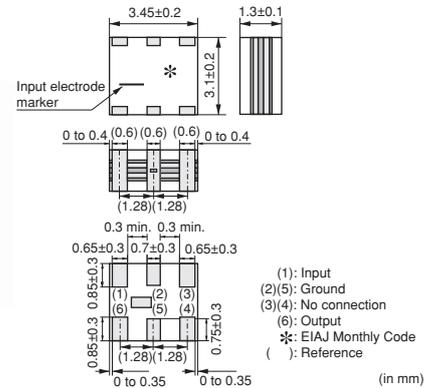 3.45±0.2
1.3±0.1
3.1±0.2
*
Input electrode
marker
0 to 0.4 (0.6) (0.6) (0.6) 0 to 0.4
(1.28) (1.28)
0.3 min. 0.3 min.
0.65±0.3 0.7±0.3 0.65±0.3
0.85±0.3
(1) (2) (3)
(6) (5) (4)
0.85±0.3
0.75±0.3
(1.28) (1.28)
0 to 0.35 0 to 0.35
(1): Input
(2)(5): Ground
(3)(4): No connection
(6): Output
*: EIAJ Monthly Code
( ): Reference
(in mm)